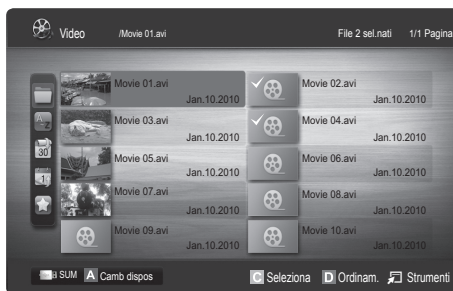 Video /Movie 01.avi File 2 sel.nati 1/1 Pagina
Movie 01.avi Movie 02.avi
Jan.10.2010 Jan.10.2010
Movie 03.avi Movie 04.avi
Jan.10.2010 Jan.10.2010
Movie 05.avi Movie 06.avi
Jan.10.2010 Jan.10.2010
Movie 07.avi Movie 08.avi
Jan.10.2010 Jan.10.2010
Movie 09.avi Movie 10.avi
Jan.10.2010 Jan.10.2010
30
1
a SUM A Camb dispos C Seleziona D Ordinam. Strumenti